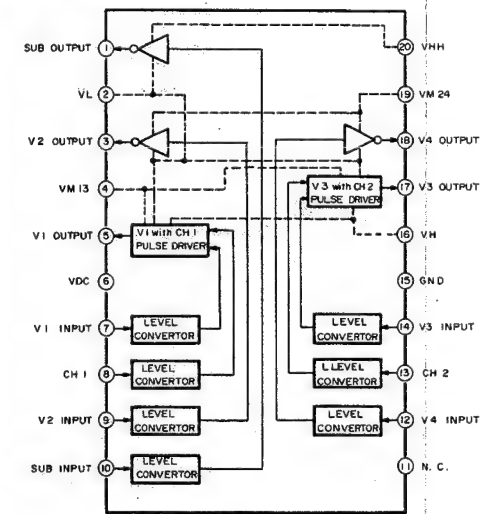 SUB OUTPUT 1
VL 2
V2 OUTPUT 3
VM 13 4
V1 OUTPUT 5
VDC 6
V1 INPUT 7
CH 1 8
V2 INPUT 9
SUB INPUT 10
V1 with CH 1
PULSE DRIVER
LEVEL
CONVERTOR
LEVEL
CONVERTOR
LEVEL
CONVERTOR
LEVEL
CONVERTOR
V3 with CH 2
PULSE DRIVER
LEVEL
CONVERTOR
L LEVEL
CONVERTOR
LEVEL
CONVERTOR
20 VHH
19 VM24
18 V4 OUTPUT
17 V3 OUTPUT
16 VH
15 GND
14 V3 INPUT
13 CH 2
12 V4 INPUT
11 N. C.